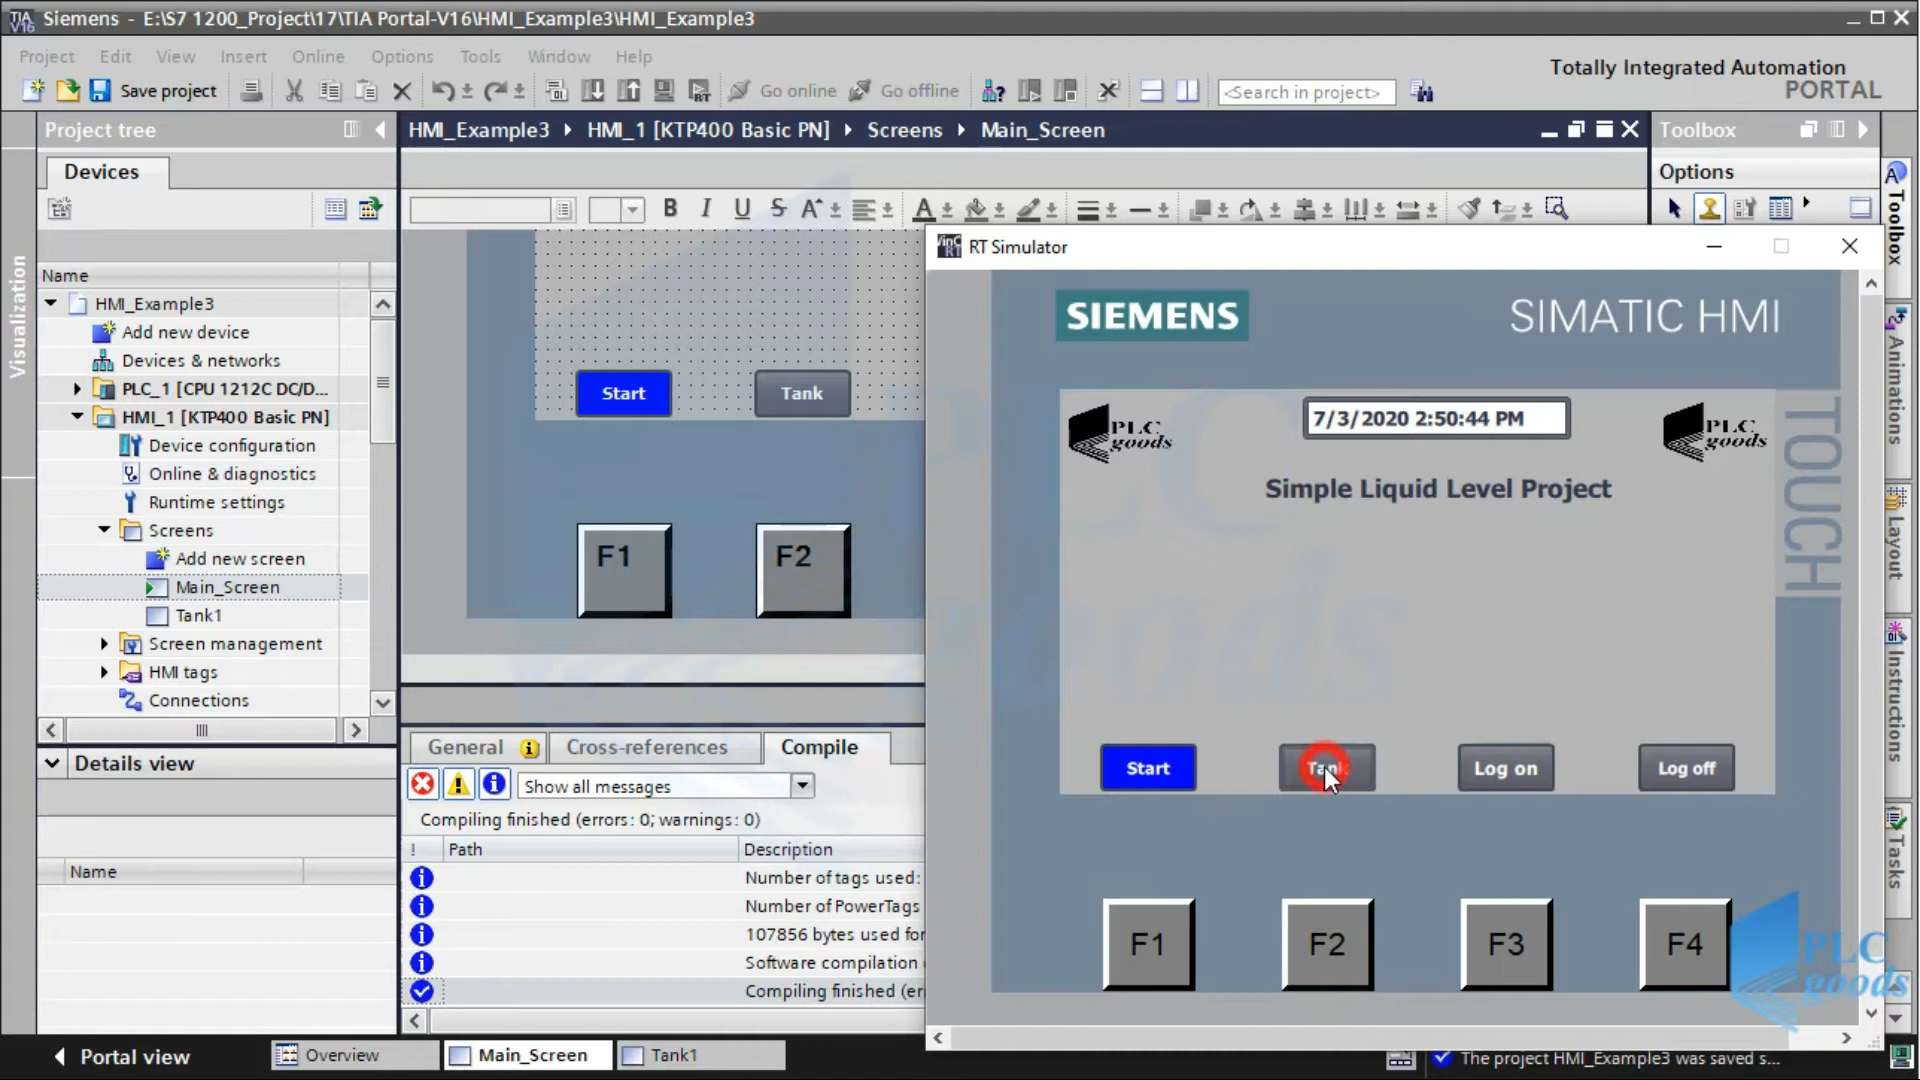 Siemens - E:\S7 1200_Project\17\TIA Portal-V16\HMI_Example3\HMI_Example3
Project Edit View Insert Online Options Tools Window Help
Totally Integrated Automation
PORTAL
Save project
Go online
Go offline
<Search in project>
Project tree
HMI_Example3 HMI_1 [KTP400 Basic PN] Screens Main_Screen
Toolbox
Devices
Options
Visualization
Toolbox
Animations
Layout
Instructions
Tasks
Name
HMI_Example3
Add new device
Devices & networks
PLC_1 [CPU 1212C DC/D...
HMI_1 [KTP400 Basic PN]
Device configuration
Online & diagnostics
Runtime settings
Screens
Add new screen
Main_Screen
Tank1
Screen management
HMI tags
Connections
Details view
Name
B I U S A
Start
Tank
F1
F2
RT Simulator
SIEMENS
SIMATIC HMI
TOUCH
PLC goods
7/3/2020 2:50:44 PM
PLC goods
Simple Liquid Level Project
Start
Tank
Log on
Log off
F1
F2
F3
F4
General
Cross-references
Compile
Show all messages
Compiling finished (errors: 0; warnings: 0)
! Path Description
Number of tags used:
Number of PowerTags
107856 bytes used for
Software compilation
Compiling finished (er
Portal view
Overview
Main_Screen
Tank1
The project HMI_Example3 was saved s...
PLC goods
PLC goods